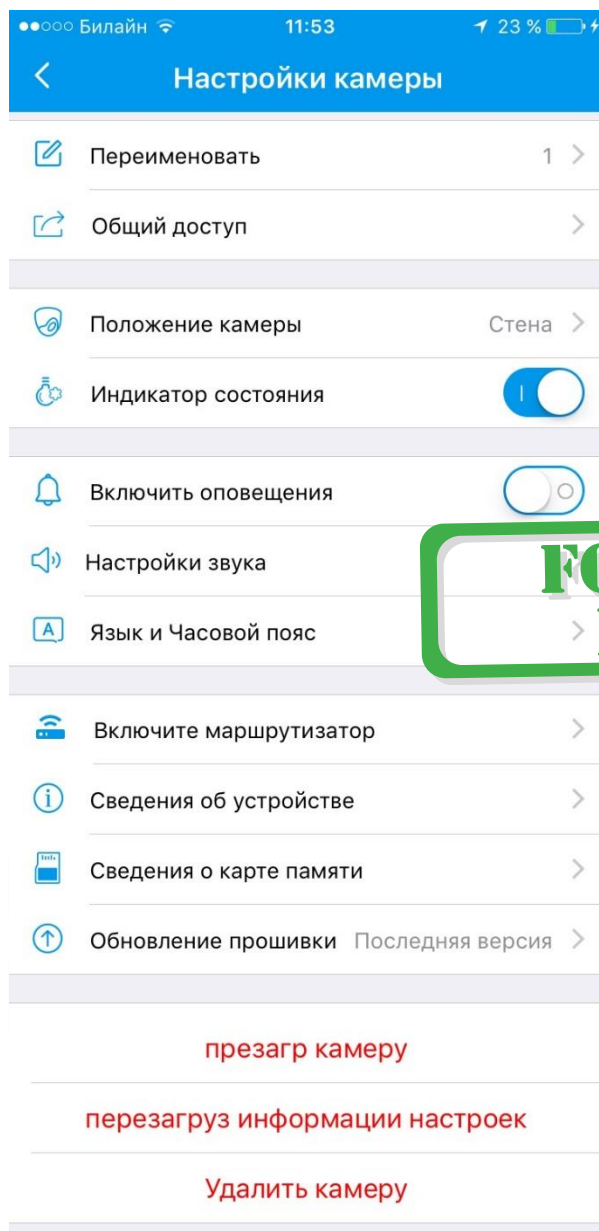 Билайн 11:53 23 %
Настройки камеры
Переименовать 1
Общий доступ
Положение камеры Стена
Индикатор состояния
Включить оповещения
Настройки звука
Язык и Часовой пояс
Включите маршрутизатор
Сведения об устройстве
Сведения о карте памяти
Обновление прошивки Последняя версия
презагр камеру
перезагруз информации настроек
Удалить камеру